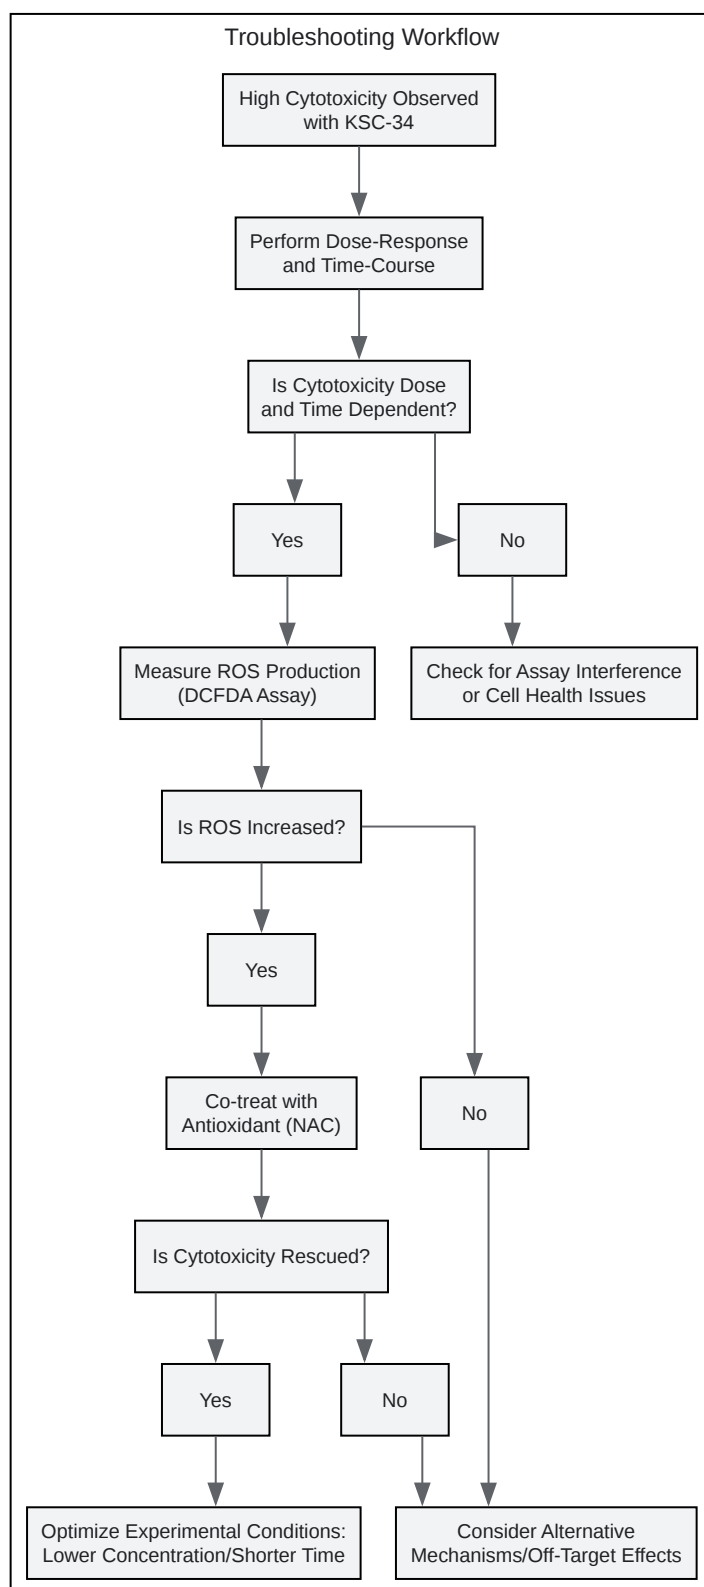 Troubleshooting Workflow
High Cytotoxicity Observed
with KSC-34
Perform Dose-Response
and Time-Course
Is Cytotoxicity Dose
and Time Dependent?
Yes
No
Measure ROS Production
(DCFDA Assay)
Check for Assay Interference
or Cell Health Issues
Is ROS Increased?
Yes
Co-treat with
Antioxidant (NAC)
No
Is Cytotoxicity Rescued?
Yes
No
Optimize Experimental Conditions:
Lower Concentration/Shorter Time
Consider Alternative
Mechanisms/Off-Target Effects